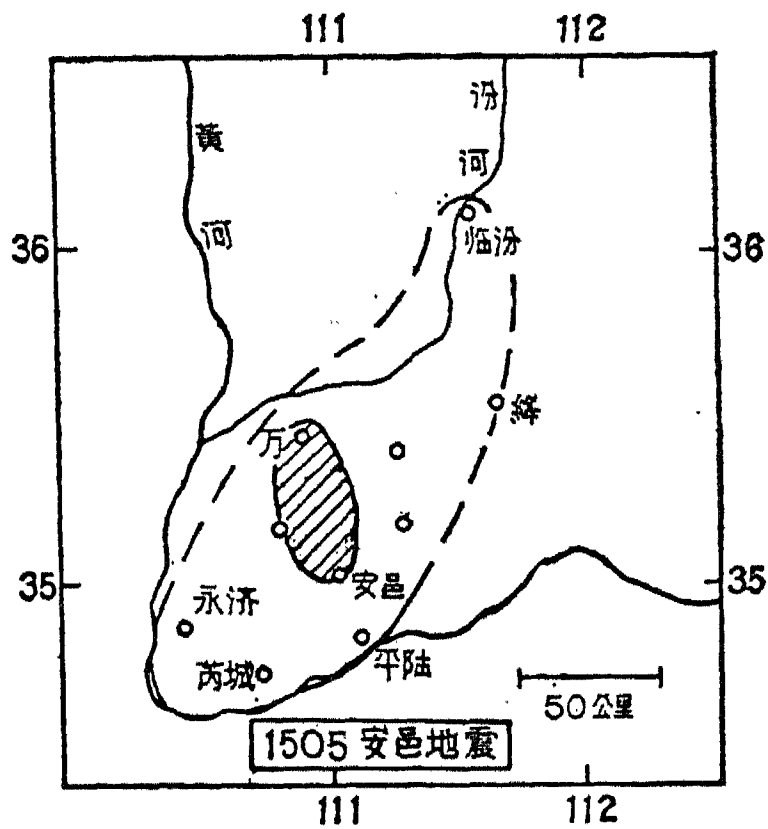 111 112
汾
黄
河
河
临汾
36 36
绛
万
安邑
35 35
永济
平陆
芮城
50公里
1505安邑地震
111 112